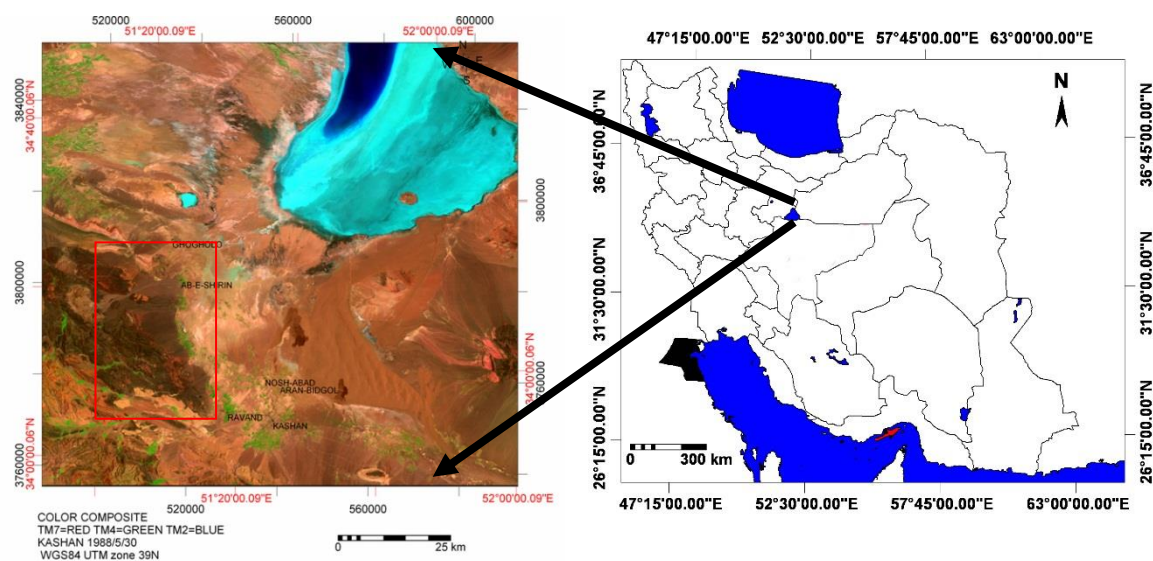 520000 560000 600000
51°20'00.09"E 52°00'00.09"E
3840000
34°40'00.06"N
3800000
3760000
34°00'00.06"N
3800000
34°00'00.06"N
3760000
N
W E
S
GHOGHOLO
AB-E-SHIRIN
NOSH-ABAD
ARAN-BIDGOL
RAVAND
KASHAN
51°20'00.09"E 52°00'00.09"E
520000 560000
COLOR COMPOSITE
TM7=RED TM4=GREEN TM2=BLUE
KASHAN 1988/5/30
WGS84 UTM zone 39N
0 25 km
47°15'00.00"E 52°30'00.00"E 57°45'00.00"E 63°00'00.00"E
36°45'00.00"N
31°30'00.00"N
26°15'00.00"N
N
36°45'00.00"N
31°30'00.00"N
26°15'00.00"N
0 300 km
47°15'00.00"E 52°30'00.00"E 57°45'00.00"E 63°00'00.00"E